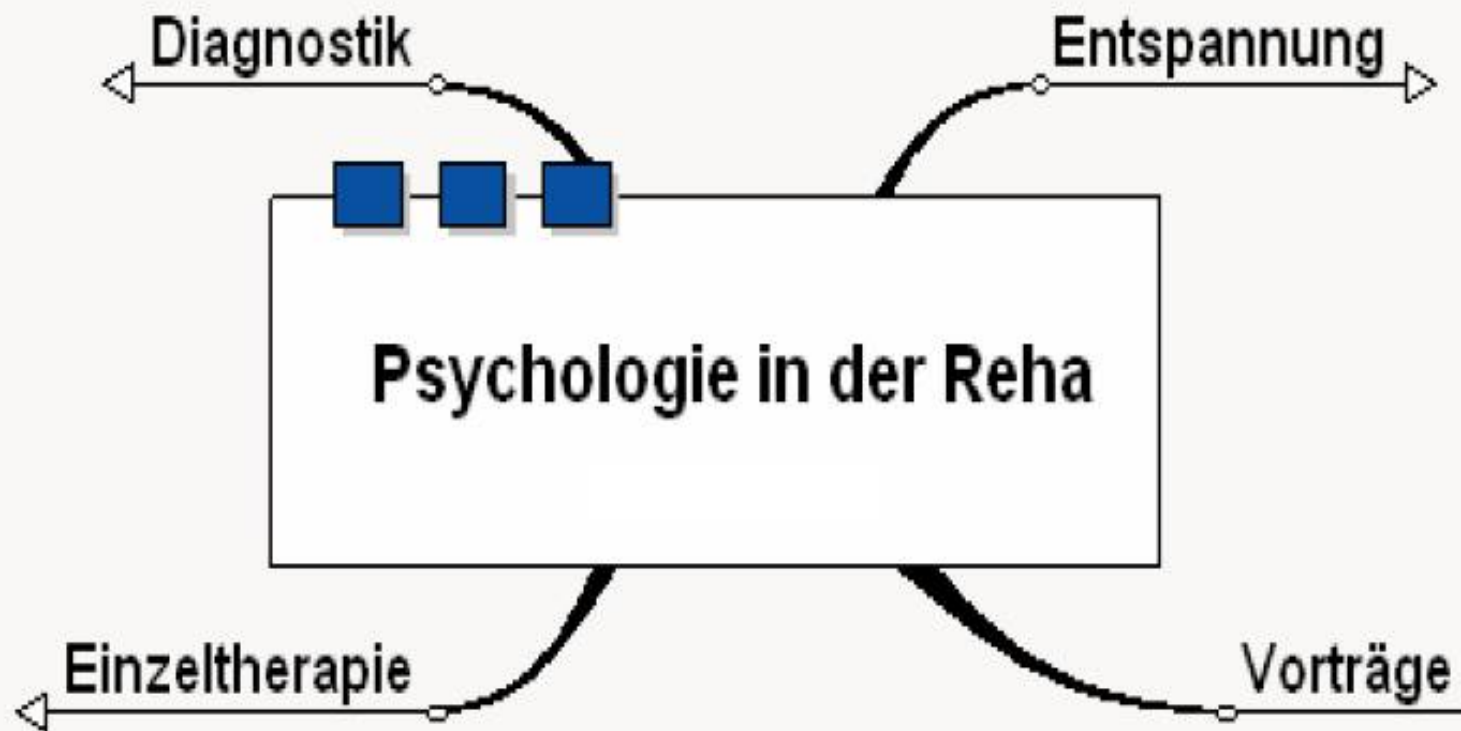 Diagnostik
Entspannung
Psychologie in der Reha
Einzeltherapie
Vorträge